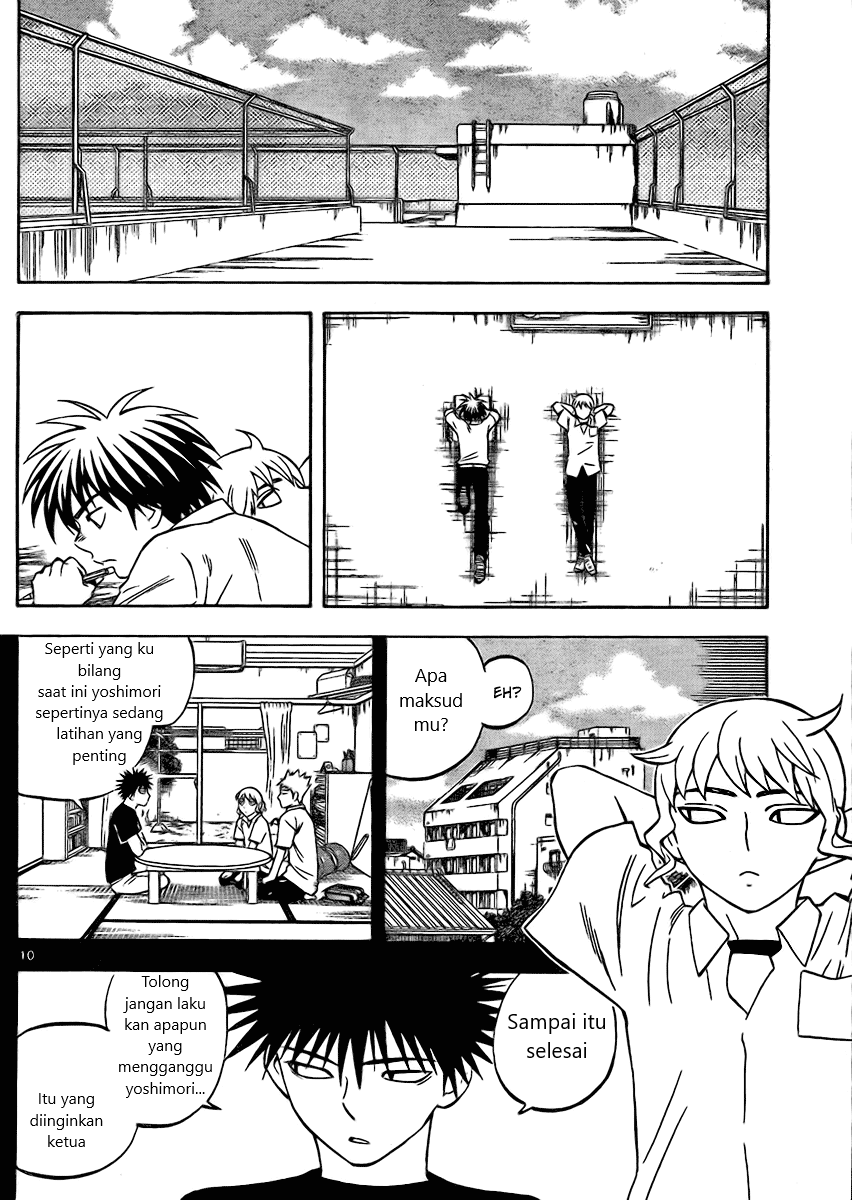 EH?
Apa
maksud
mu?
Seperti yang ku
bilang
saat ini yoshimori
sepertinya sedang
latihan yang
penting
10
Sampai itu
selesai
Tolong
jangan laku
kan apapun
yang
mengganggu
yoshimori...
Itu yang
diinginkan
ketua